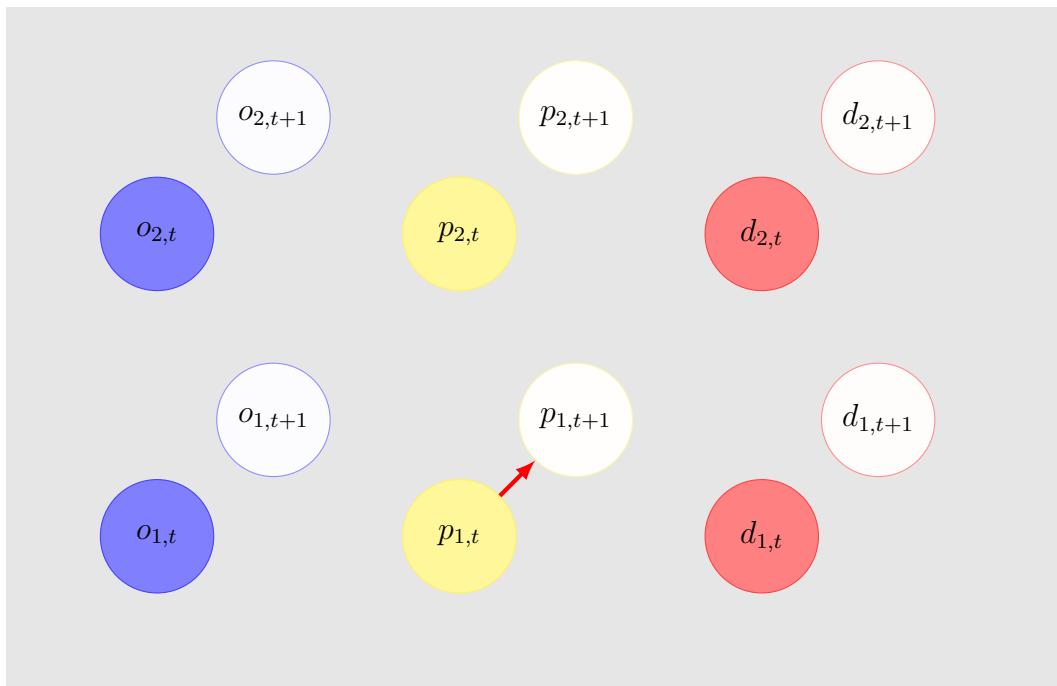 o_{2,t+1} p_{2,t+1} d_{2,t+1}
o_{2,t} p_{2,t} d_{2,t}
o_{1,t+1} p_{1,t+1} d_{1,t+1}
o_{1,t} p_{1,t} d_{1,t}